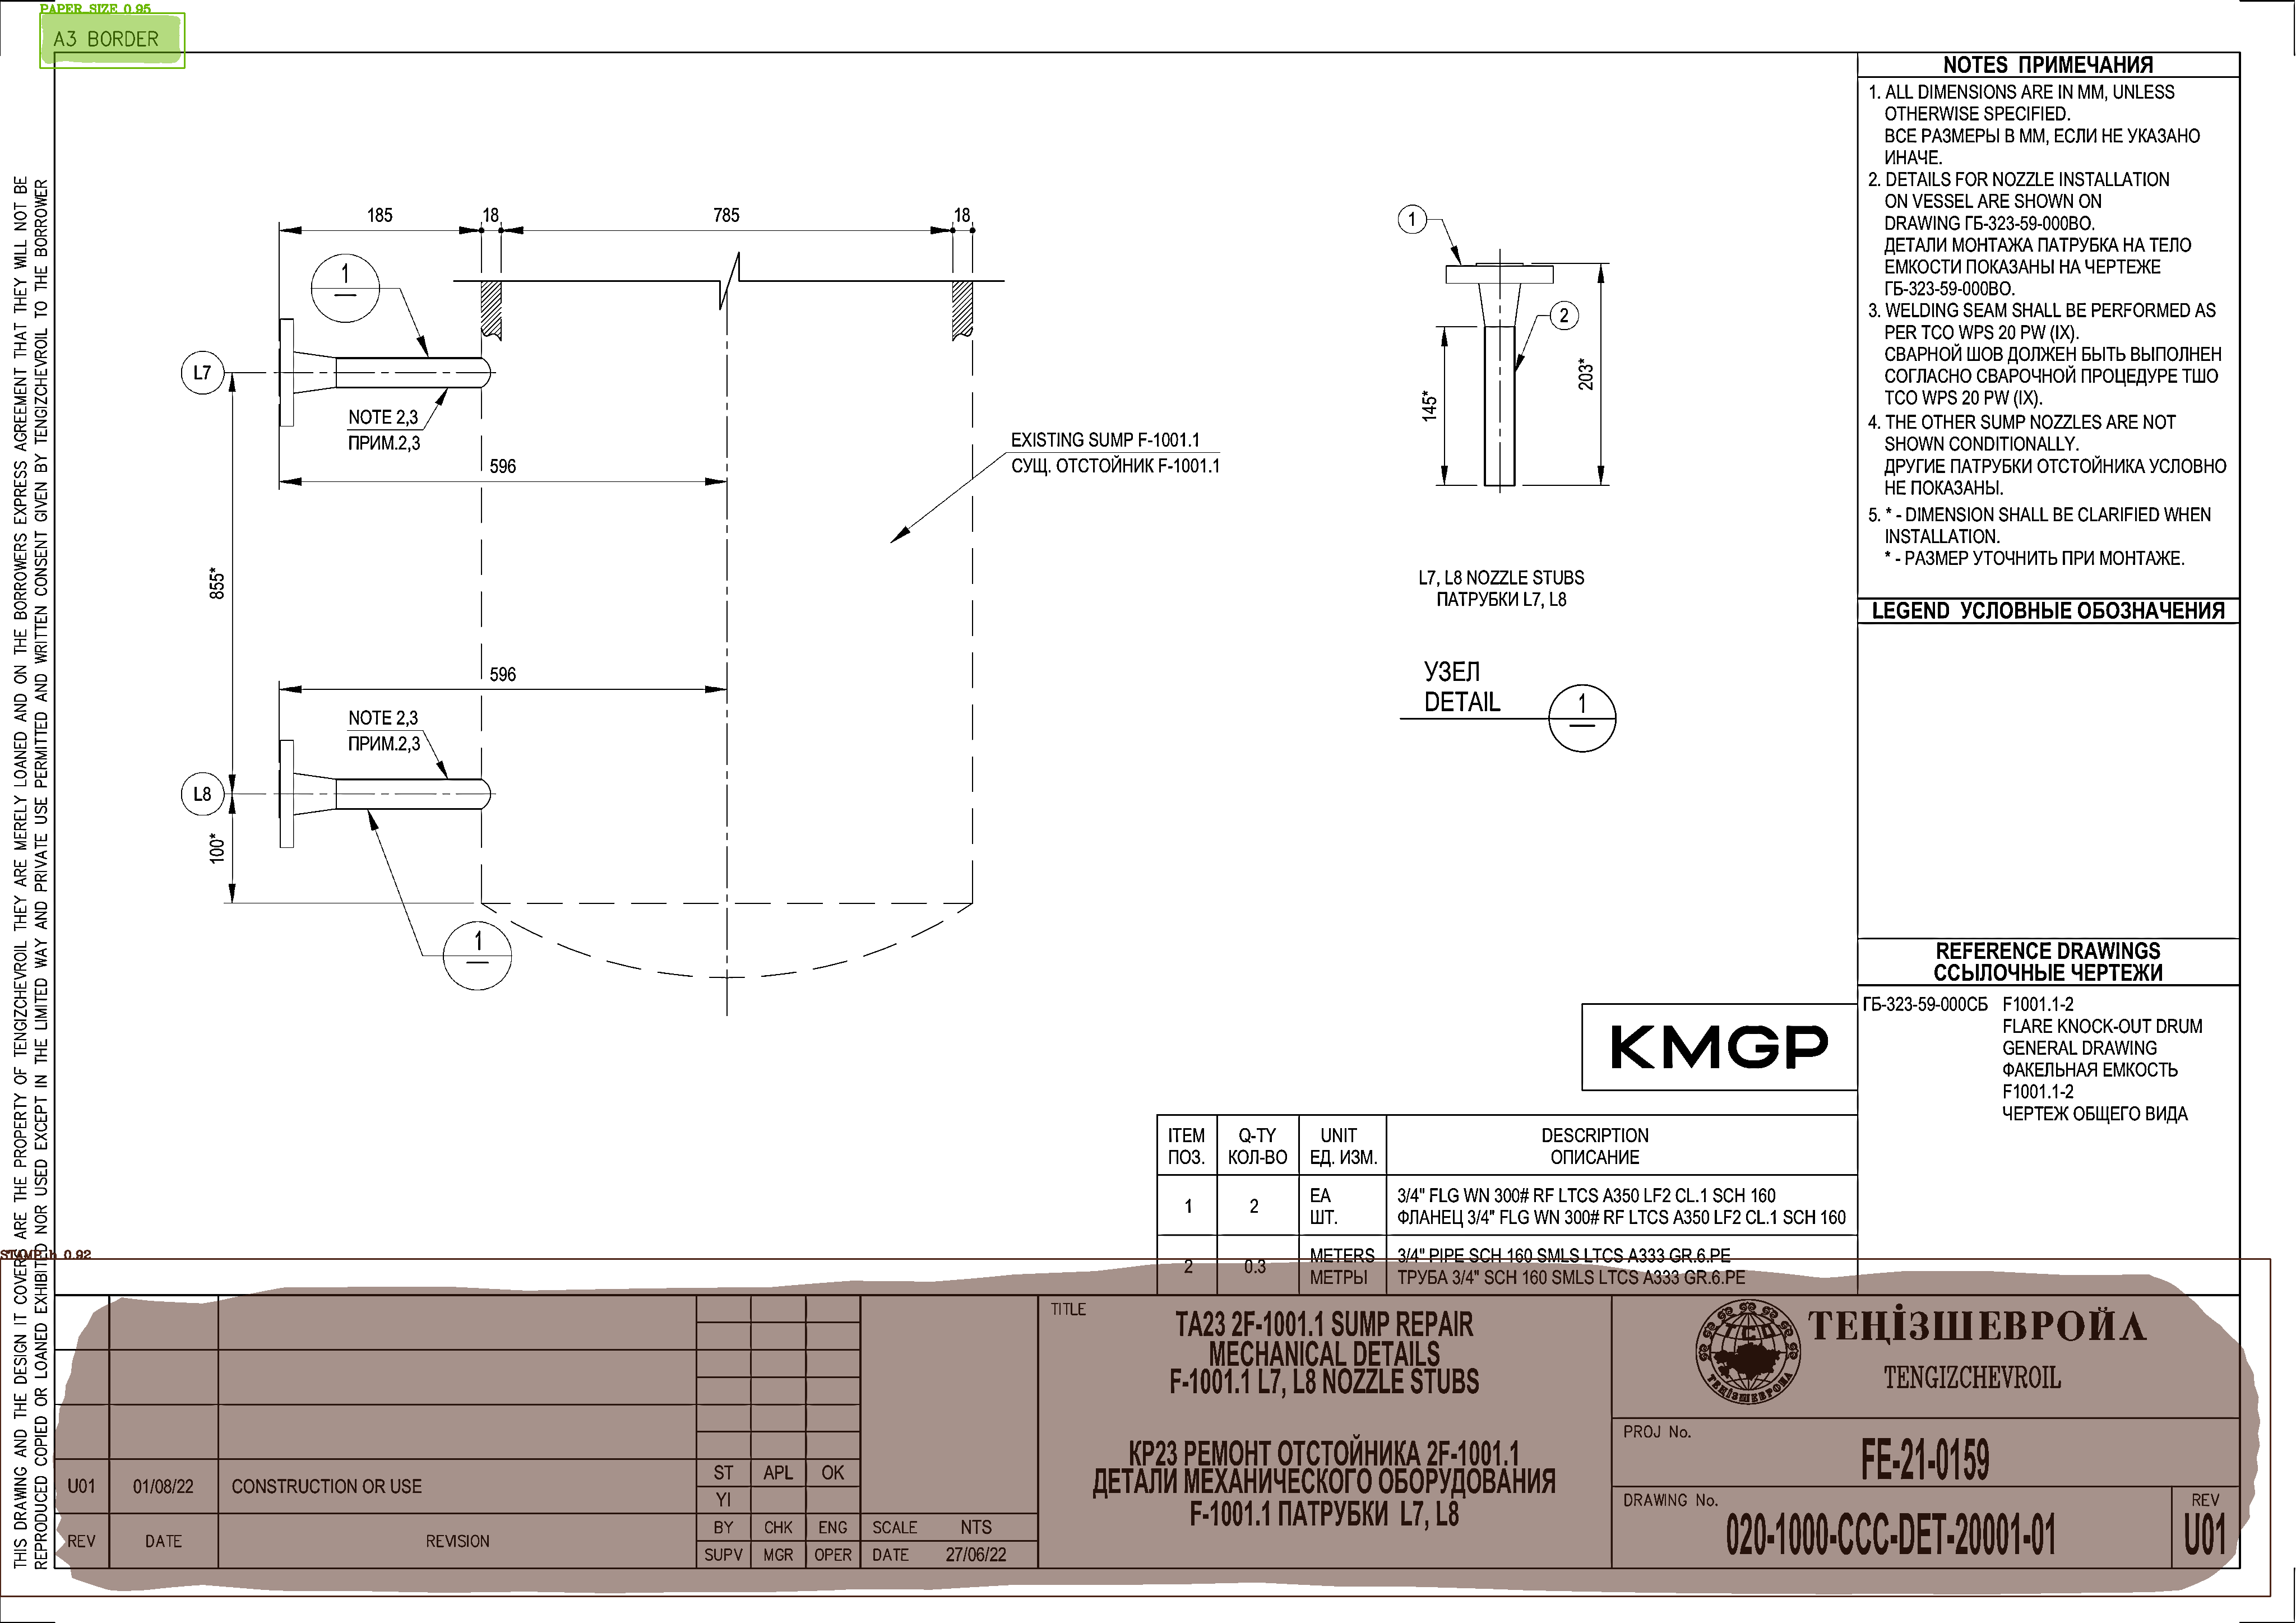 PAPER_SIZE 0.95
A3 BORDER
THIS DRAWING AND THE DESIGN IT COVERS ARE THE PROPERTY OF TENGIZCHEVROIL THEY ARE MERELY LOANED AND ON THE BORROWERS EXPRESS AGREEMENT THAT THEY WILL NOT BE
REPRODUCED COPIED OR LOANED EXHIBITED NOR USED EXCEPT IN THE LIMITED WAY AND PRIVATE USE PERMITTED AND WRITTEN CONSENT GIVEN BY TENGIZCHEVROIL TO THE BORROWER
185
18
785
18
1
L7
NOTE 2,3
ПРИМ.2,3
596
EXISTING SUMP F-1001.1
СУЩ. ОТСТОЙНИК F-1001.1
855*
596
NOTE 2,3
ПРИМ.2,3
L8
100*
1
1
2
145*
203*
L7, L8 NOZZLE STUBS
ПАТРУБКИ L7, L8
УЗЕЛ
DETAIL
1
NOTES ПРИМЕЧАНИЯ
1. ALL DIMENSIONS ARE IN MM, UNLESS
OTHERWISE SPECIFIED.
ВСЕ РАЗМЕРЫ В ММ, ЕСЛИ НЕ УКАЗАНО
ИНАЧЕ.
2. DETAILS FOR NOZZLE INSTALLATION
ON VESSEL ARE SHOWN ON
DRAWING ГБ-323-59-000ВО.
ДЕТАЛИ МОНТАЖА ПАТРУБКА НА ТЕЛО
ЕМКОСТИ ПОКАЗАНЫ НА ЧЕРТЕЖЕ
ГБ-323-59-000ВО.
3. WELDING SEAM SHALL BE PERFORMED AS
PER TCO WPS 20 PW (IX).
СВАРНОЙ ШОВ ДОЛЖЕН БЫТЬ ВЫПОЛНЕН
СОГЛАСНО СВАРОЧНОЙ ПРОЦЕДУРЕ ТШО
TCO WPS 20 PW (IX).
4. THE OTHER SUMP NOZZLES ARE NOT
SHOWN CONDITIONALLY.
ДРУГИЕ ПАТРУБКИ ОТСТОЙНИКА УСЛОВНО
НЕ ПОКАЗАНЫ.
5. * - DIMENSION SHALL BE CLARIFIED WHEN
INSTALLATION.
* - РАЗМЕР УТОЧНИТЬ ПРИ МОНТАЖЕ.
LEGEND УСЛОВНЫЕ ОБОЗНАЧЕНИЯ
REFERENCE DRAWINGS
ССЫЛОЧНЫЕ ЧЕРТЕЖИ
ГБ-323-59-000СБ F1001.1-2
FLARE KNOCK-OUT DRUM
GENERAL DRAWING
ФАКЕЛЬНАЯ ЕМКОСТЬ
F1001.1-2
ЧЕРТЕЖ ОБЩЕГО ВИДА
KMGP
ITEM Q-TY UNIT DESCRIPTION
ПОЗ. КОЛ-ВО ЕД. ИЗМ. ОПИСАНИЕ
1 2 EA 3/4" FLG WN 300# RF LTCS A350 LF2 CL.1 SCH 160
ШТ. ФЛАНЕЦ 3/4" FLG WN 300# RF LTCS A350 LF2 CL.1 SCH 160
2 0.3 METERS 3/4" PIPE SCH 160 SMLS LTCS A333 GR.6.PE
МЕТРЫ ТРУБА 3/4" SCH 160 SMLS LTCS A333 GR.6.PE
0.92
U01 01/08/22 CONSTRUCTION OR USE ST APL OK
YI
REV DATE REVISION
BY CHK ENG SCALE NTS
SUPV MGR OPER DATE 27/06/22
TITLE
TA23 2F-1001.1 SUMP REPAIR
MECHANICAL DETAILS
F-1001.1 L7, L8 NOZZLE STUBS
КР23 РЕМОНТ ОТСТОЙНИКА 2F-1001.1
ДЕТАЛИ МЕХАНИЧЕСКОГО ОБОРУДОВАНИЯ
F-1001.1 ПАТРУБКИ L7, L8
T.C.O
ТЕҢІЗШЕВРОЙЛ
TENGIZCHEVROIL
PROJ No.
FE-21-0159
DRAWING No.
020-1000-CCC-DET-20001-01
REV
U01